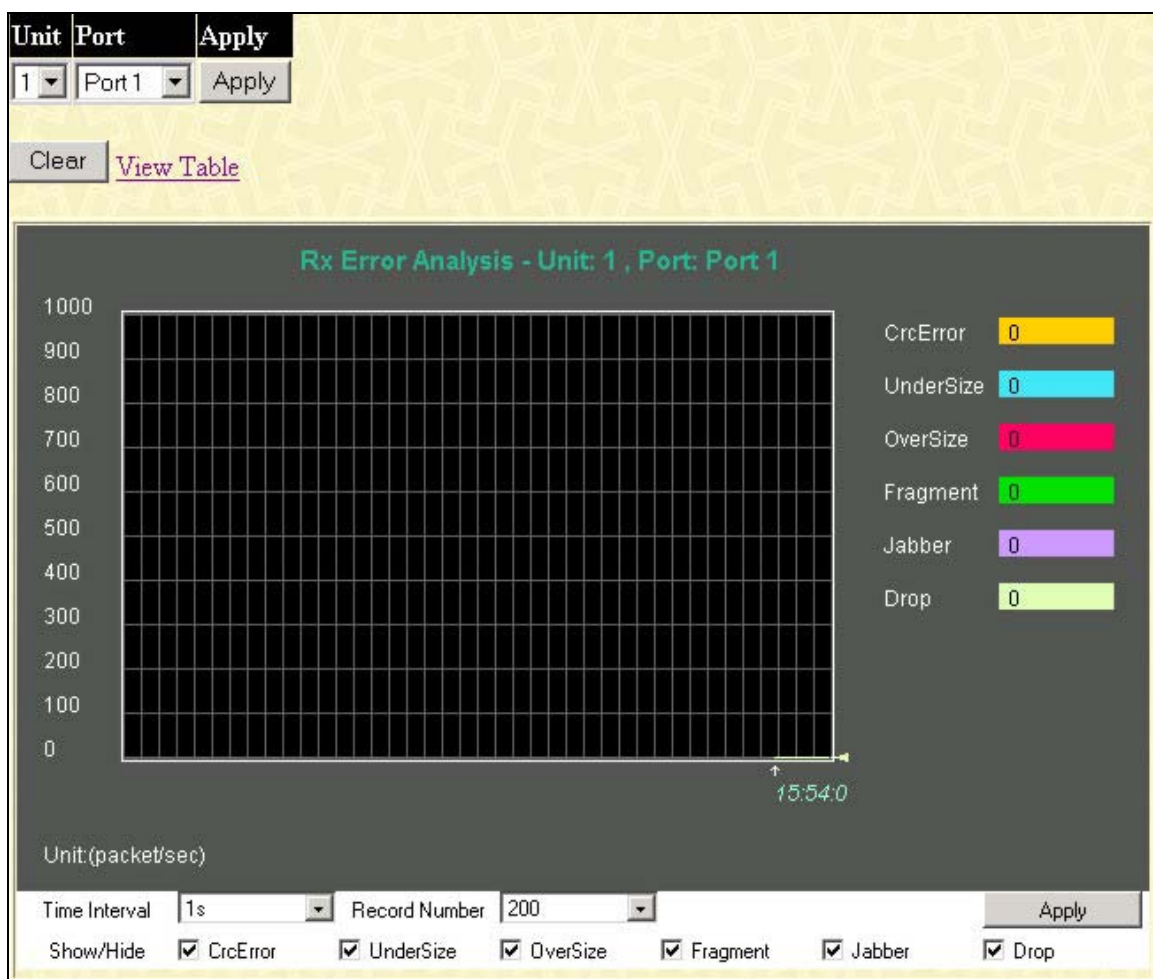 Unit Port Apply
1 Port 1 Apply
Clear View Table
Rx Error Analysis - Unit: 1 , Port: Port 1
1000
900
800
700
600
500
400
300
200
100
0
15:54:0
CrcError 0
UnderSize 0
OverSize 0
Fragment 0
Jabber 0
Drop 0
Unit:(packet/sec)
Time Interval 1s Record Number 200 Apply
Show/Hide CrcError UnderSize OverSize Fragment Jabber Drop